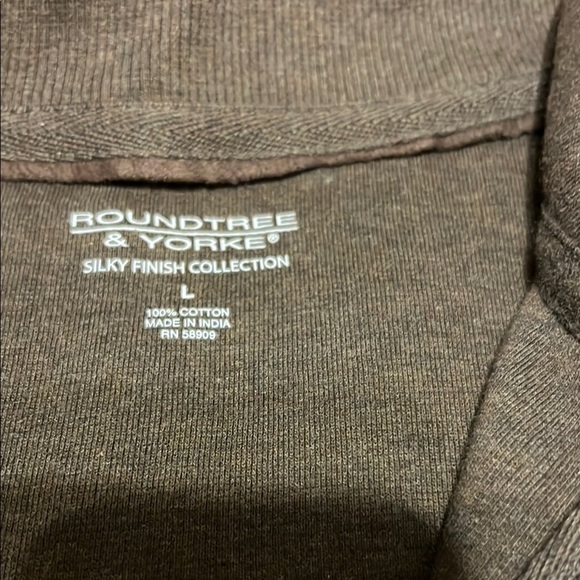 ROUNDTREE
& YORKE®
SILKY FINISH COLLECTION
L
100% COTTON
MADE IN INDIA
RN 58909